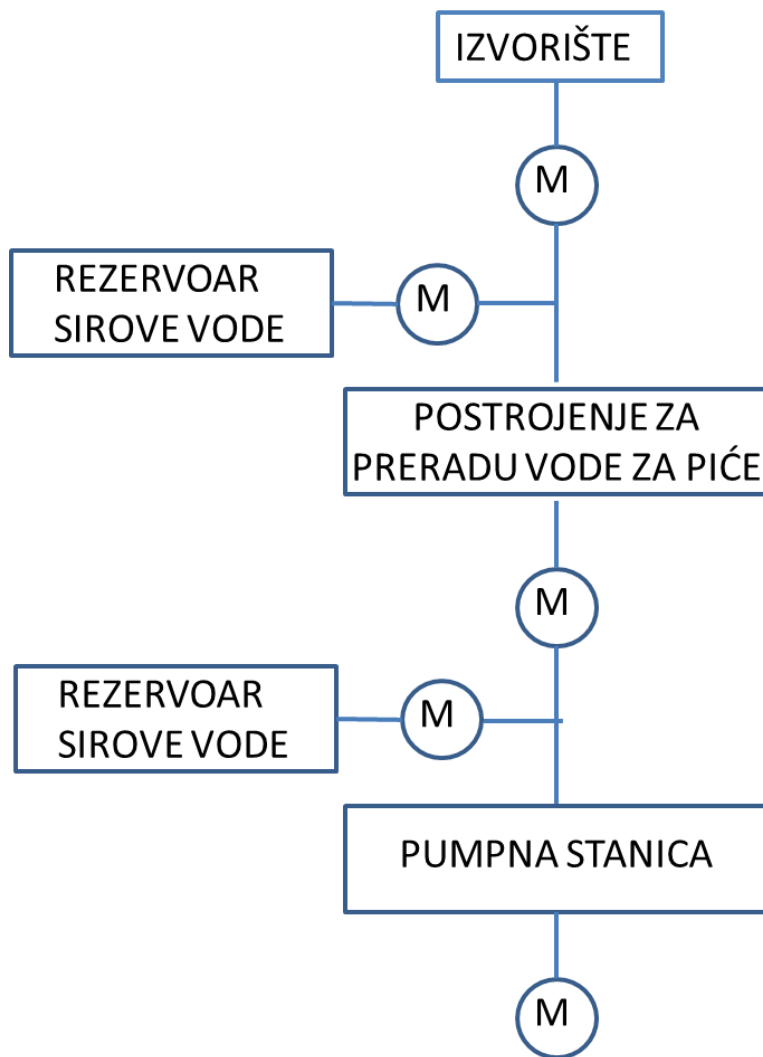 IZVORIŠTE
M
REZERVOAR
SIROVE VODE
M
POSTROJENJE ZA
PRERADU VODE ZA PIĆE
M
REZERVOAR
SIROVE VODE
M
PUMPNA STANICA
M